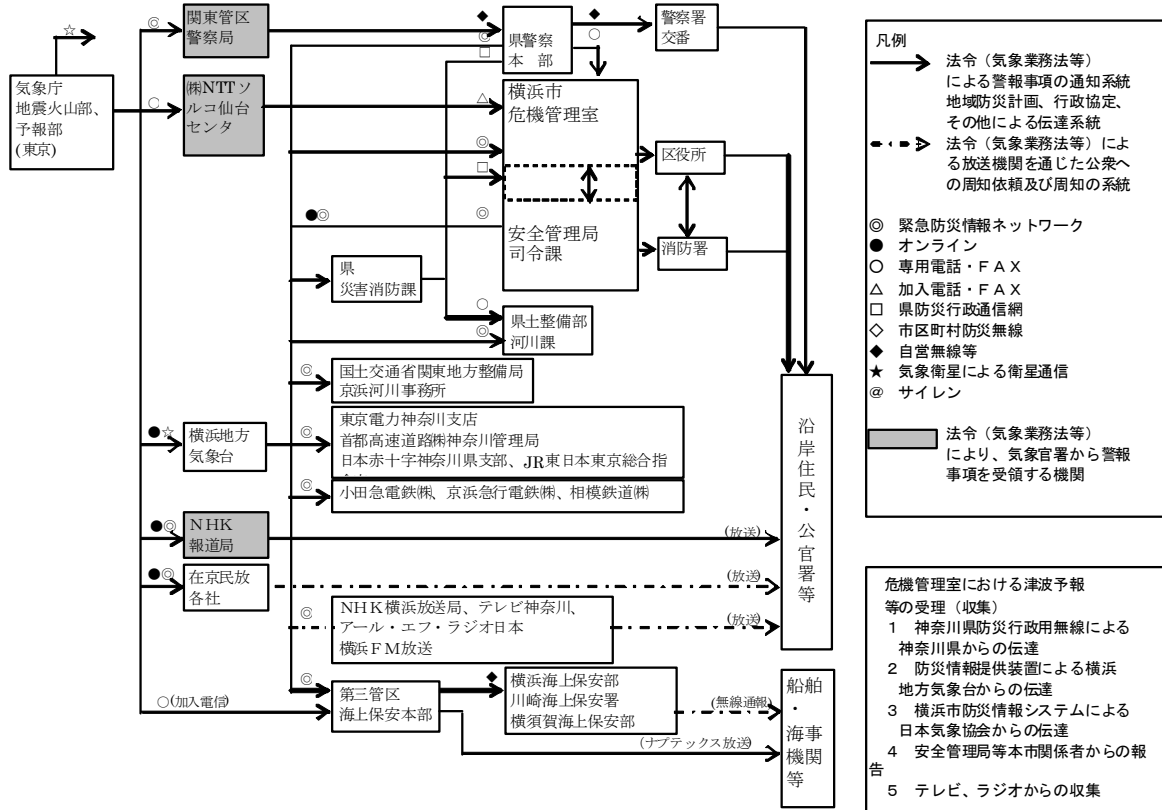 ☆
◎
関東管区
警察局
◆
◎
□
県警察
本 部
◆
○
警察署
交番
気象庁
地震火山部、
予報部
(東京)
○
㈱NTTソ
ルコ仙台
センタ
△
横浜市
危機管理室
◎
□
●◎
◎
安全管理局
司令課
区役所
消防署
県
災害消防課
○
◎
県土整備部
河川課
◎
国土交通省関東地方整備局
京浜河川事務所
●☆
横浜地方
気象台
◎
東京電力神奈川支店
首都高速道路㈱神奈川管理局
日本赤十字神奈川県支部、JR東日本東京総合指
◎
小田急電鉄㈱、京浜急行電鉄㈱、相模鉄道㈱
●◎
NHK
報道局
(放送)
●◎
在京民放
各社
(放送)
◎
NHK横浜放送局、テレビ神奈川、
アール・エフ・ラジオ日本
横浜FM放送
(放送)
沿岸住民・公官署等
◎
○(加入電信)
第三管区
海上保安本部
◆
横浜海上保安部
川崎海上保安署
横須賀海上保安部
(無線通報)
(ナプテックス放送)
船舶
・
海事
機関
等
凡例
法令（気象業務法等）
による警報事項の通知系統
地域防災計画、行政協定、
その他による伝達系統
法令（気象業務法等）によ
る放送機関を通じた公衆へ
の周知依頼及び周知の系統
◎ 緊急防災情報ネットワーク
● オンライン
○ 専用電話・FAX
△ 加入電話・FAX
□ 県防災行政通信網
◇ 市区町村防災無線
◆ 自営無線等
★ 気象衛星による衛星通信
@ サイレン
法令（気象業務法等）
により、気象官署から警報
事項を受領する機関
危機管理室における津波予報
等の受理（収集）
1 神奈川県防災行政用無線による
神奈川県からの伝達
2 防災情報提供装置による横浜
地方気象台からの伝達
3 横浜市防災情報システムによる
日本気象協会からの伝達
4 安全管理局等本市関係者からの報
告
5 テレビ、ラジオからの収集